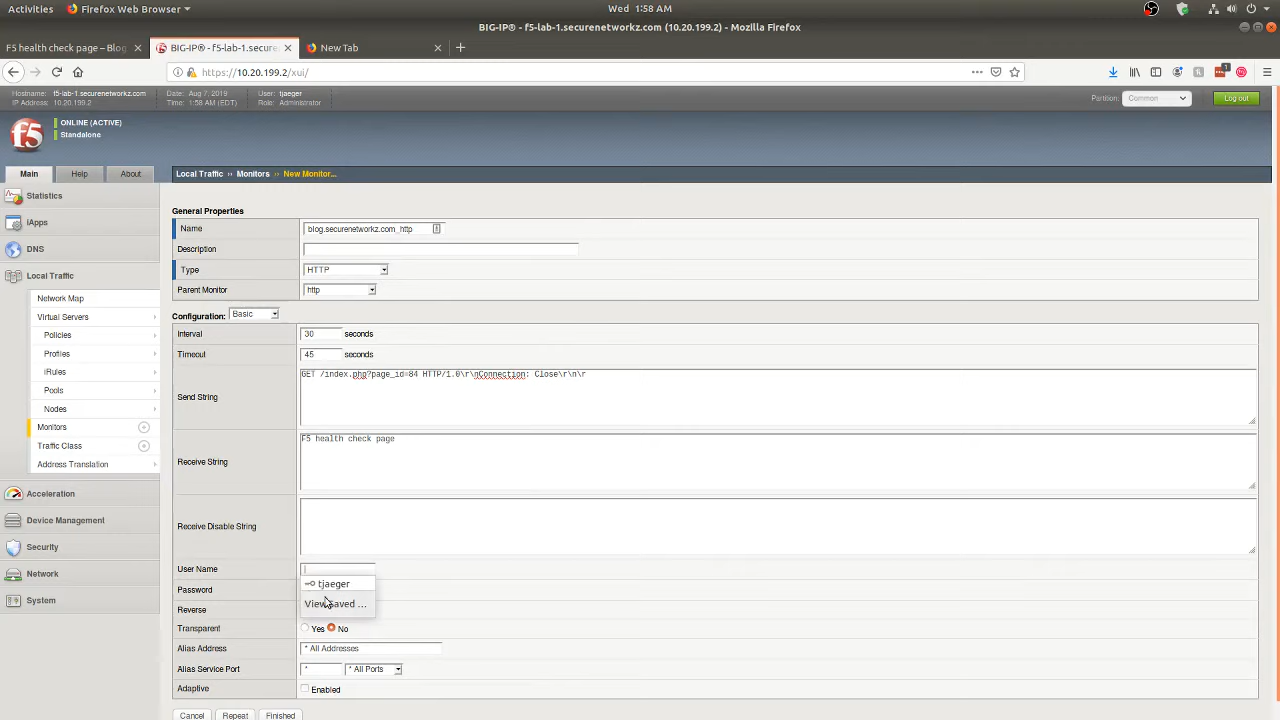 Activities Firefox Web Browser Wed 1:58 AM
BIG-IP® - f5-lab-1.securenetworkz.com (10.20.199.2) - Mozilla Firefox
F5 health check page – Blog BIG-IP® - f5-lab-1.secure New Tab
https://10.20.199.2/xui/ 1
Hostname: f5-lab-1.securenetworkz.com Date: Aug 7, 2019 User: tjaeger
IP Address: 10.20.199.2 Time: 1:58 AM (EDT) Role: Administrator
Partition: Common Log out
f5
ONLINE (ACTIVE)
Standalone
Main Help About
Local Traffic ›› Monitors ›› New Monitor...
Statistics
iApps
DNS
Local Traffic
Network Map
Virtual Servers
Policies
Profiles
iRules
Pools
Nodes
Monitors
Traffic Class
Address Translation
Acceleration
Device Management
Security
Network
System
General Properties
Name blog.securenetworkz.com_http
Description
Type HTTP
Parent Monitor http
Configuration: Basic
Interval 30 seconds
Timeout 45 seconds
Send String GET /index.php?page_id=84 HTTP/1.0\r\nConnection: Close\r\n\r
Receive String F5 health check page
Receive Disable String
User Name
tjaeger
Password
View Saved ...
Reverse
Transparent Yes No
Alias Address * All Addresses
Alias Service Port * * All Ports
Adaptive Enabled
Cancel Repeat Finished